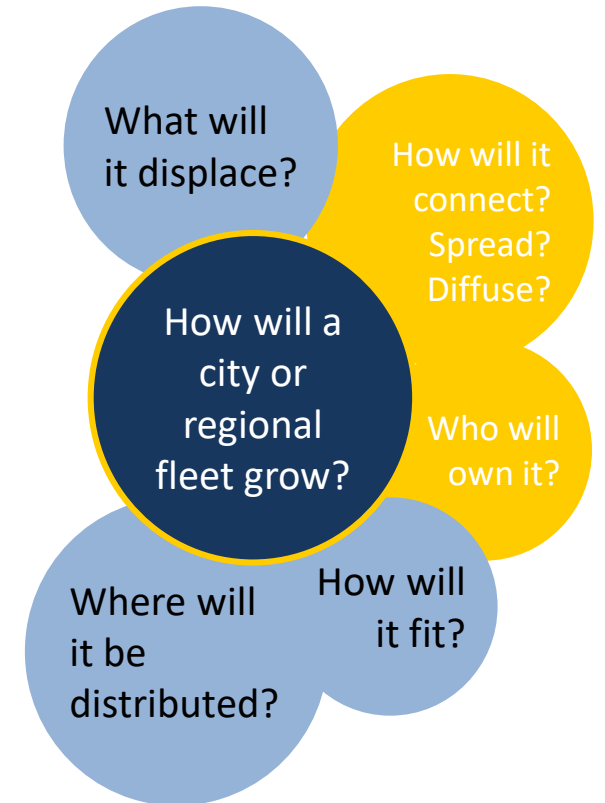 What will
it displace?
How will it
connect?
Spread?
Diffuse?
How will a
city or
regional
fleet grow?
Who will
own it?
How will
it fit?
Where will
it be
distributed?